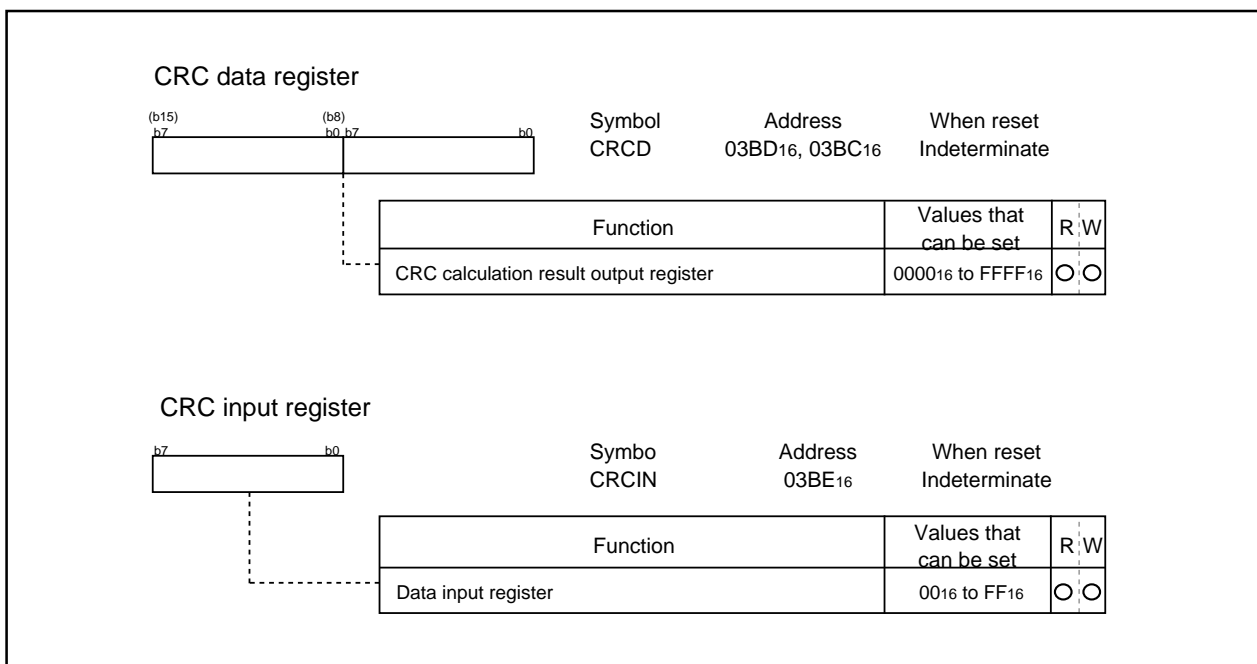 CRC data register
(b15) (b8)
b7 b0 b7 b0
Symbol Address When reset
CRCD 03BD16, 03BC16 Indeterminate
Function Values that can be set R W
CRC calculation result output register 000016 to FFFF16
CRC input register
b7 b0
Symbo Address When reset
CRCIN 03BE16 Indeterminate
Function Values that can be set R W
Data input register 0016 to FF16